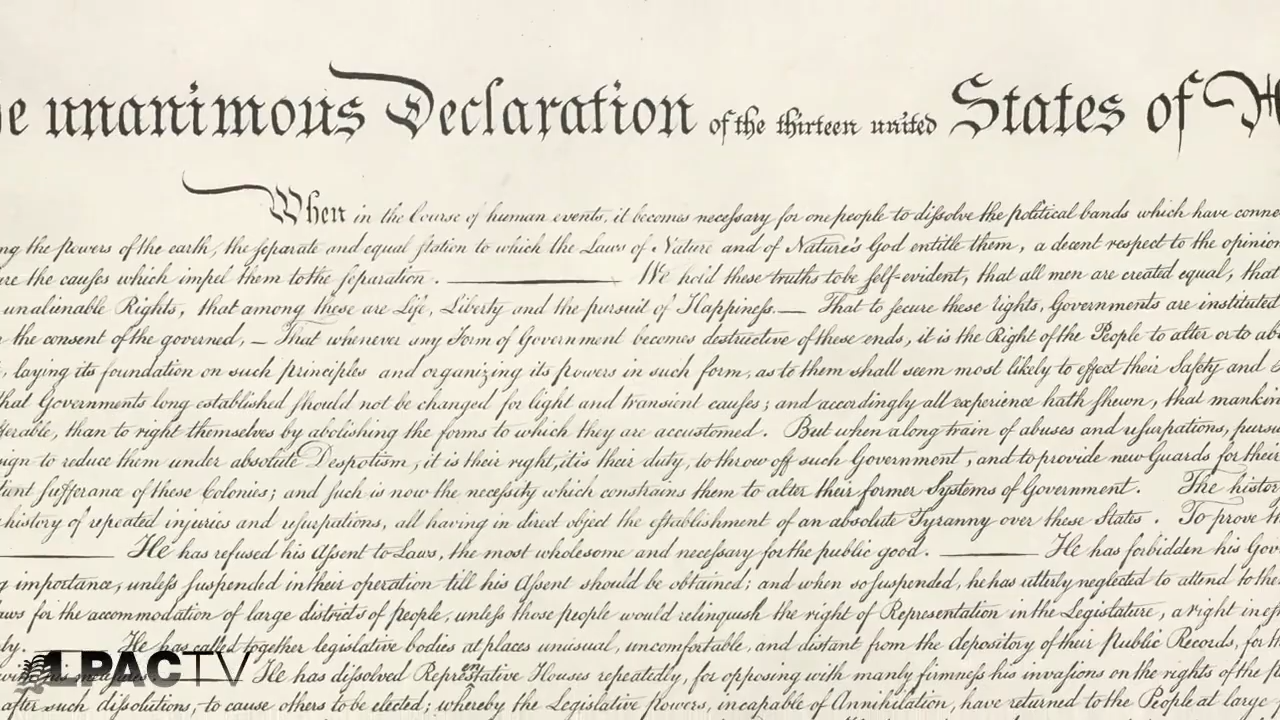 e unanimous Declaration of the thirteen united States of
When in the Course of human events, it becomes necessary for one people to dissolve the political bands which have conne
ng the powers of the earth, the separate and equal station to which the Laws of Nature and of Nature's God entitle them, a decent respect to the opinion
re the causes which impel them to the separation. — We hold these truths to be self-evident, that all men are created equal, that
unalienable Rights, that among these are Life, Liberty and the pursuit of Happiness.— That to secure these rights, Governments are instituted
the consent of the governed, — That whenever any Form of Government becomes destructive of these ends, it is the Right of the People to alter or to ab
laying its foundation on such principles and organizing its powers in such form, as to them shall seem most likely to effect their Safety and
that Governments long established should not be changed for light and transient causes; and accordingly all experience hath shewn, that mankin
fferable, than to right themselves by abolishing the forms to which they are accustomed. But when a long train of abuses and usurpations, pursu
sign to reduce them under absolute Despotism, it is their right, it is their duty, to throw off such Government, and to provide new Guards for their
tient sufferance of these Colonies; and such is now the necessity which constrains them to alter their former Systems of Government. The histor
history of repeated injuries and usurpations, all having in direct object the establishment of an absolute Tyranny over these States. To prove th
— He has refused his Assent to Laws, the most wholesome and necessary for the public good. — He has forbidden his Gov
g importance, unless suspended in their operation till his Assent should be obtained; and when so suspended, he has utterly neglected to attend to the
aws for the accommodation of large districts of people, unless those people would relinquish the right of Representation in the Legislature, a right in
ly. He has called together legislative bodies at places unusual, uncomfortable, and distant from the depository of their public Records, for th
measures. He has dissolved Representative Houses repeatedly, for opposing with manly firmness his invasions on the rights of the p
after such dissolutions, to cause others to be elected; whereby the Legislative powers, incapable of Annihilation, have returned to the People at large
LPACTV